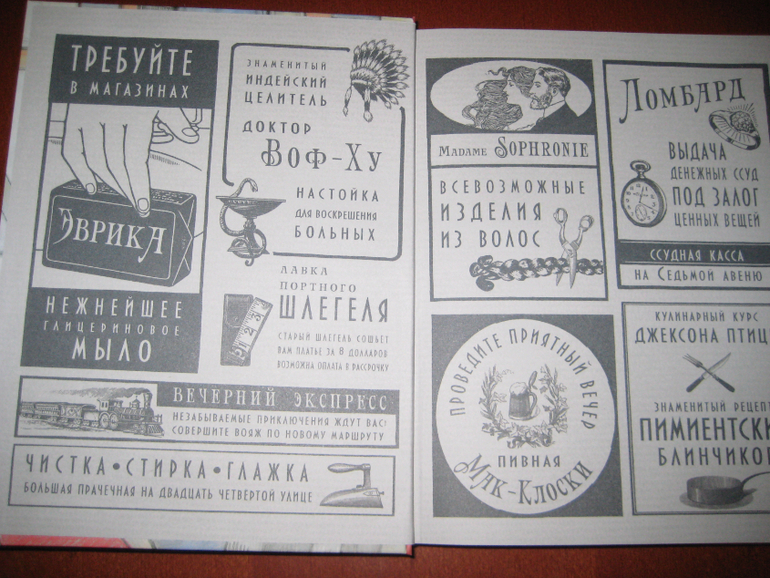 ТРЕБУЙТЕ
В МАГАЗИНАХ
ЭВРИКА
НЕЖНЕЙШЕЕ
ГЛИЦЕРИНОВОЕ
МЫЛО
ЗНАМЕНИТЫЙ
ИНДЕЙСКИЙ
ЦЕЛИТЕЛЬ
ДОКТОР
ВОФ-ХУ
НАСТОЙКА
ДЛЯ ВОСКРЕШЕНИЯ
БОЛЬНЫХ
ЛАВКА
ПОРТНОГО
ШЛЕГЕЛЯ
СТАРЫЙ ШЛЕГЕЛЬ СОШЬЕТ
ВАМ ПЛАТЬЕ ЗА 8 ДОЛЛАРОВ
ВОЗМОЖНА ОПЛАТА В РАССРОЧКУ
ВЕЧЕРНИЙ ЭКСПРЕСС
НЕЗАБЫВАЕМЫЕ ПРИКЛЮЧЕНИЯ ЖДУТ ВАС:
СОВЕРШИТЕ ВОЯЖ ПО НОВОМУ МАРШРУТУ
ЧИСТКА•СТИРКА•ГЛАЖКА
БОЛЬШАЯ ПРАЧЕЧНАЯ НА ДВАДЦАТЬ ЧЕТВЁРТОЙ УЛИЦЕ
MADAME SOPHRONIE
ВСЕВОЗМОЖНЫЕ
ИЗДЕЛИЯ
ИЗ ВОЛОС
ЛОМБАРД
ВЫДАЧА
ДЕНЕЖНЫХ ССУД
ПОД ЗАЛОГ
ЦЕННЫХ ВЕЩЕЙ
ССУДНАЯ КАССА
НА СЕДЬМОЙ АВЕНЮ
ПРОВЕДИТЕ ПРИЯТНЫЙ ВЕЧЕР
ПИВНАЯ
МАК-КЛОСКИ
КУЛИНАРНЫЙ КУРС
ДЖЕКСОНА ПТИЦ
ЗНАМЕНИТЫЙ РЕЦЕПТ
ПИМИЕНТСКИ
БЛИНЧИКОВ